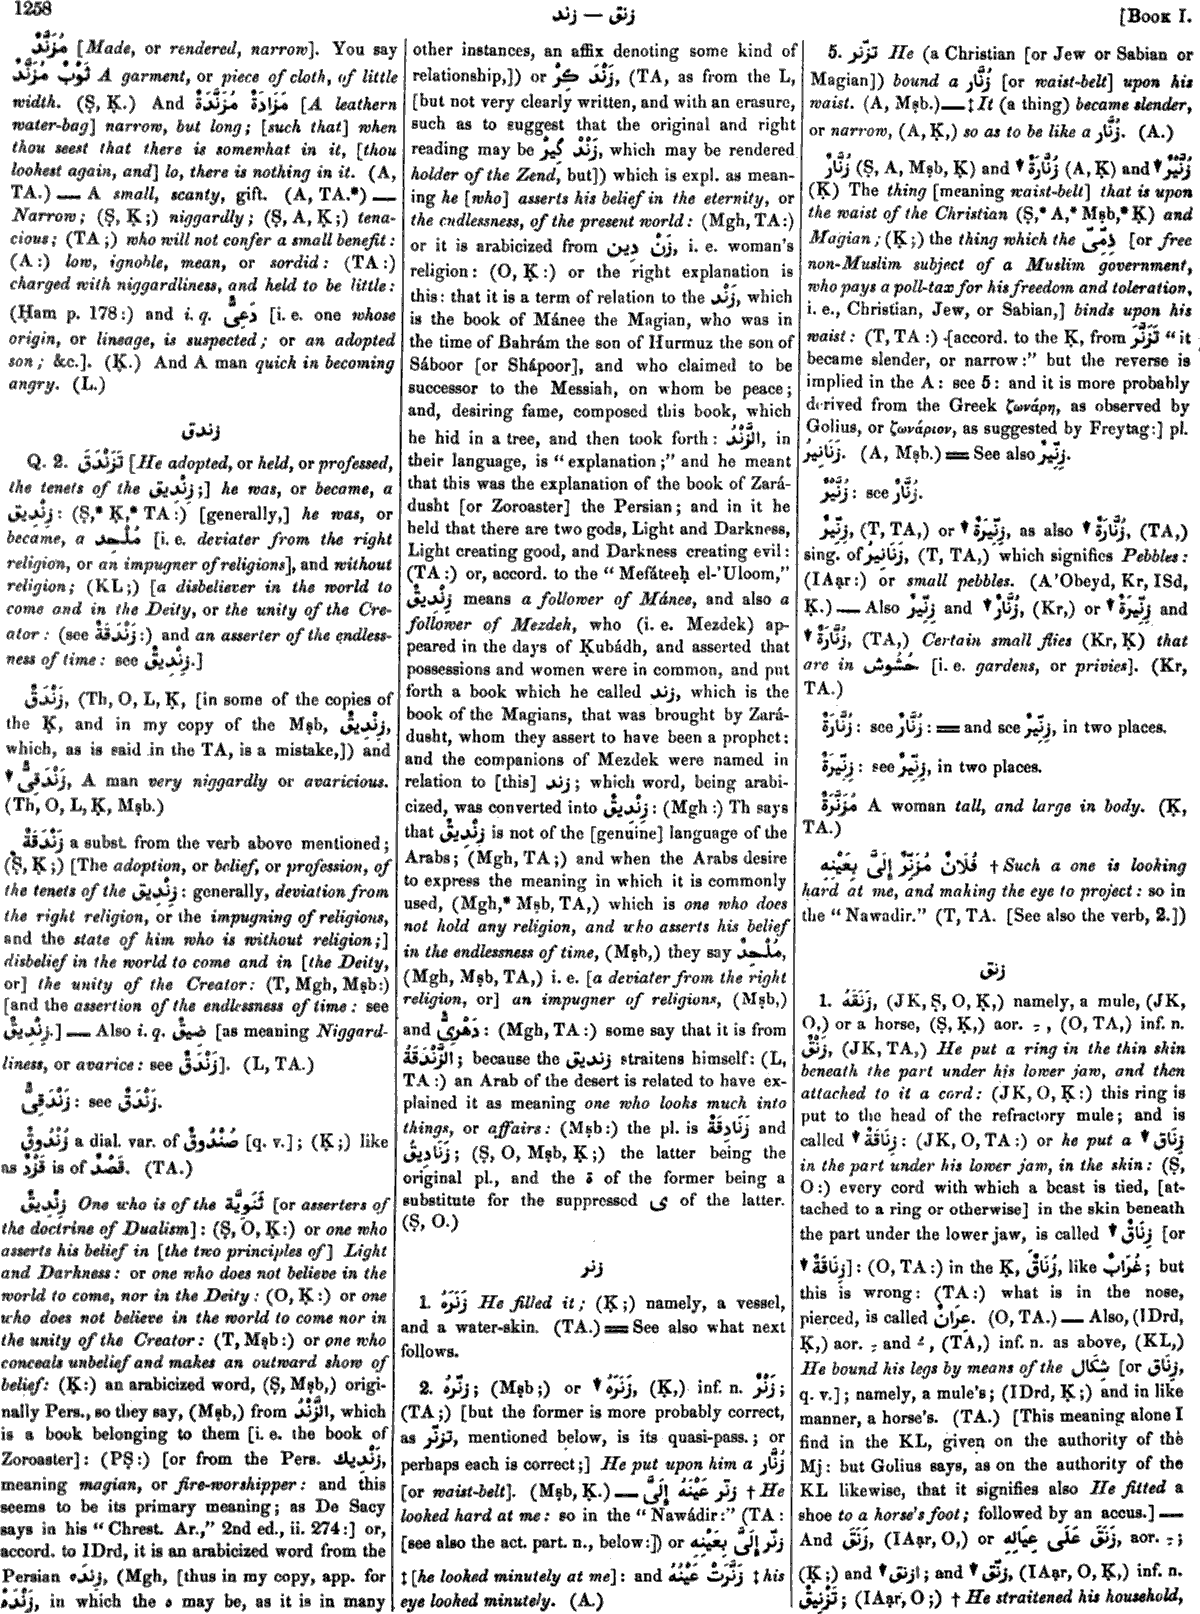 1258
زنق — زند
[Book I.
مُزَنَّدٌ [Made, or rendered, narrow]. You say
ثَوْبٌ مُزَنَّدٌ A garment, or piece of cloth, of little
width. (Ṣ, Ḳ.) And مَزَادَةٌ مُزَنَّدَةٌ [A leathern
water-bag] narrow, but long; [such that] when
thou seest that there is somewhat in it, [thou
lookest again, and] lo, there is nothing in it. (A,
TA.) — A small, scanty, gift. (A, TA.*) —
Narrow; (Ṣ, Ḳ;) niggardly; (Ṣ, A, Ḳ;) tena-
cious; (TA;) who will not confer a small benefit:
(A:) low, ignoble, mean, or sordid: (TA:)
charged with niggardliness, and held to be little:
(Ḥam p. 178:) and i. q. دَعِىٌّ [i. e. one whose
origin, or lineage, is suspected; or an adopted
son; &c.]. (Ḳ.) And A man quick in becoming
angry. (L.)
زندق
Q. 2. تَزَنْدَقَ [He adopted, or held, or professed,
the tenets of the زِنْدِيق;] he was, or became, a
زِنْدِيق: (Ṣ,* Ḳ,* TA:) [generally,] he was, or
became, a مُلْحِد [i. e. deviater from the right
religion, or an impugner of religions], and without
religion; (KL;) [a disbeliever in the world to
come and in the Deity, or the unity of the Cre-
ator: (see زَنْدَقَةٌ:) and an asserter of the endless-
ness of time: see زِنْدِيقٌ.]
زَنْدَقٌ, (Th, O, L, Ḳ, [in some of the copies of
the Ḳ, and in my copy of the Mṣb, زِنْدِيقٌ,
which, as is said in the TA, is a mistake,]) and
▼ زَنْدَقِىٌّ, A man very niggardly or avaricious.
(Th, O, L, Ḳ, Mṣb.)
زَنْدَقَةٌ a subst. from the verb above mentioned;
(Ṣ, Ḳ;) [The adoption, or belief, or profession, of
the tenets of the زِنْدِيق: generally, deviation from
the right religion, or the impugning of religions,
and the state of him who is without religion;]
disbelief in the world to come and in [the Deity,
or] the unity of the Creator: (T, Mgh, Mṣb:)
[and the assertion of the endlessness of time: see
زِنْدِيقٌ.] — Also i. q. ضِيقٌ [as meaning Niggard-
liness, or avarice: see زَنْدَقٌ]. (L, TA.)
زَنْدَقِىٌّ: see زَنْدَقٌ.
زُنْدُوقٌ a dial. var. of صُنْدُوقٌ [q. v.]; (Ḳ;) like
as قَزْدٌ is of قَصْدٌ. (TA.)
زِنْدِيقٌ One who is of the ثَنَوِيَّة [or asserters of
the doctrine of Dualism]: (Ṣ, O, Ḳ:) or one who
asserts his belief in [the two principles of] Light
and Darkness: or one who does not believe in the
world to come, nor in the Deity: (O, Ḳ:) or one
who does not believe in the world to come nor in
the unity of the Creator: (T, Mṣb:) or one who
conceals unbelief and makes an outward show of
belief: (Ḳ:) an arabicized word, (Ṣ, Mṣb,) origi-
nally Pers., so they say, (Mṣb,) from الزَّنْدُ, which
is a book belonging to them [i. e. the book of
Zoroaster]: (PṢ:) [or from the Pers. زَنْدِيك,
meaning magian, or fire-worshipper: and this
seems to be its primary meaning; as De Sacy
says in his “Chrest. Ar.,” 2nd ed., ii. 274:] or,
accord. to IDrd, it is an arabicized word from the
Persian زَنْدَه, (Mgh, [thus in my copy, app. for
زَنْدَهْ, in which the ه may be, as it is in many
other instances, an affix denoting some kind of
relationship,]) or زَنْدَ كِرْ, (TA, as from the L,
[but not very clearly written, and with an erasure,
such as to suggest that the original and right
reading may be زَنْدْ كِيرْ, which may be rendered
holder of the Zend, but]) which is expl. as mean-
ing he [who] asserts his belief in the eternity, or
the endlessness, of the present world: (Mgh, TA:)
or it is arabicized from زَنْ دِين, i. e. woman's
religion: (O, Ḳ:) or the right explanation is
this: that it is a term of relation to the زَنْد, which
is the book of Mánee the Magian, who was in
the time of Bahrám the son of Hurmuz the son of
Sáboor [or Shápoor], and who claimed to be
successor to the Messiah, on whom be peace;
and, desiring fame, composed this book, which
he hid in a tree, and then took forth: الزَّنْدُ, in
their language, is “explanation;” and he meant
that this was the explanation of the book of Zará-
dusht [or Zoroaster] the Persian; and in it he
held that there are two gods, Light and Darkness,
Light creating good, and Darkness creating evil:
(TA:) or, accord. to the “Mefáteeḥ el-'Uloom,”
زِنْدِيقٌ means a follower of Mánee, and also a
follower of Mezdek, who (i. e. Mezdek) ap-
peared in the days of Ḳubádh, and asserted that
possessions and women were in common, and put
forth a book which he called زند, which is the
book of the Magians, that was brought by Zará-
dusht, whom they assert to have been a prophet:
and the companions of Mezdek were named in
relation to [this] زند; which word, being arabi-
cized, was converted into زِنْدِيقٌ: (Mgh:) Th says
that زِنْدِيقٌ is not of the [genuine] language of the
Arabs; (Mgh, TA;) and when the Arabs desire
to express the meaning in which it is commonly
used, (Mgh,* Mṣb, TA,) which is one who does
not hold any religion, and who asserts his belief
in the endlessness of time, (Mṣb,) they say مُلْحِدٌ,
(Mgh, Mṣb, TA,) i. e. [a deviater from the right
religion, or] an impugner of religions, (Mṣb,)
and دَهْرِىٌّ: (Mgh, TA:) some say that it is from
الزَّنْدَقَةُ; because the زنديق straitens himself: (L,
TA:) an Arab of the desert is related to have ex-
plained it as meaning one who looks much into
things, or affairs: (Mṣb:) the pl. is زَنَادِقَةٌ and
زَنَادِيقُ; (Ṣ, O, Mṣb, Ḳ;) the latter being the
original pl., and the ة of the former being a
substitute for the suppressed ى of the latter.
(Ṣ, O.)
زنر
1. زَنَرَهُ He filled it; (Ḳ;) namely, a vessel,
and a water-skin. (TA.) == See also what next
follows.
2. زنّرهُ; (Mṣb;) or ▼ زَنَرَهُ, (Ḳ,) inf. n. زَنْرٌ;
(TA;) [but the former is more probably correct,
as تزنّر, mentioned below, is its quasi-pass.; or
perhaps each is correct;] He put upon him a زُنَّار
[or waist-belt]. (Mṣb, Ḳ.) — زنّر عَيْنَهُ إِلَىَّ † He
looked hard at me: so in the “Nawádir:” (TA:
[see also the act. part. n., below:]) or زنّر إِلَىَّ بِعَيْنِهِ
‡ [he looked minutely at me]: and زَنَّرَتْ عَيْنُهُ ‡ his
eye looked minutely. (A.)
5. تزنّر He (a Christian [or Jew or Sabian or
Magian]) bound a زُنَّار [or waist-belt] upon his
waist. (A, Mṣb.) — ‡ It (a thing) became slender,
or narrow, (A, Ḳ,) so as to be like a زُنَّار. (A.)
زُنَّارٌ (Ṣ, A, Mṣb, Ḳ) and ▼ زُنَّارَةٌ (A, Ḳ) and ▼ زُنَّيْرٌ
(Ḳ) The thing [meaning waist-belt] that is upon
the waist of the Christian (Ṣ,* A,* Mṣb,* Ḳ) and
Magian; (Ḳ;) the thing which the ذِمِّىّ [or free
non-Muslim subject of a Muslim government,
who pays a poll-tax for his freedom and toleration,
i. e., Christian, Jew, or Sabian,] binds upon his
waist: (T, TA:) [accord. to the Ḳ, from تَزَنَّرَ “it
became slender, or narrow:” but the reverse is
implied in the A: see 5: and it is more probably
derived from the Greek ζωνάρη, as observed by
Golius, or ζωνάριον, as suggested by Freytag:] pl.
زَنَانِيرُ. (A, Mṣb.) == See also زِنِّيرٌ.
زُنَّيْرٌ: see زُنَّارٌ.
زِنِّيرٌ, (T, TA,) or ▼ زِنِّيرَةٌ, as also ▼ زُنَّارَةٌ, (TA,)
sing. of زَنَانِيرُ, (T, TA,) which signifies Pebbles:
(IAạr:) or small pebbles. (A'Obeyd, Kr, ISd,
Ḳ.) — Also زِنِّيرٌ and ▼ زُنَّارٌ, (Kr,) or ▼ زِنِّيرَةٌ and
▼ زُنَّارَةٌ, (TA,) Certain small flies (Kr, Ḳ) that
are in حُشُوش [i. e. gardens, or privies]. (Kr,
TA.)
زُنَّارَةٌ: see زُنَّارٌ: == and see زِنِّيرٌ, in two places.
زِنِّيرَةٌ: see زِنِّيرٌ, in two places.
مُزَنَّرَةٌ A woman tall, and large in body. (Ḳ,
TA.)
فُلَانٌ مُزَنِّرٌ إِلَىَّ بِعَيْنِهِ † Such a one is looking
hard at me, and making the eye to project: so in
the “Nawadir.” (T, TA. [See also the verb, 2.])
زنق
1. زَنَقَهُ, (JK, Ṣ, O, Ḳ,) namely, a mule, (JK,
O,) or a horse, (Ṣ, Ḳ,) aor. ـِ, (O, TA,) inf. n.
زَنْقٌ, (JK, TA,) He put a ring in the thin skin
beneath the part under his lower jaw, and then
attached to it a cord: (JK, O, Ḳ:) this ring is
put to the head of the refractory mule; and is
called ▼ زِنَاقَةٌ: (JK, O, TA:) or he put a ▼ زِنَاق
in the part under his lower jaw, in the skin: (Ṣ,
O:) every cord with which a beast is tied, [at-
tached to a ring or otherwise] in the skin beneath
the part under the lower jaw, is called ▼ زِنَاقٌ [or
▼ زِنَاقَةٌ]: (O, TA:) in the Ḳ, زُنَاقٌ, like غُرَابٌ; but
this is wrong: (TA:) what is in the nose,
pierced, is called عِرَانٌ. (O, TA.) — Also, (IDrd,
Ḳ,) aor. ـِ and ـُ, (TA,) inf. n. as above, (KL,)
He bound his legs by means of the شِكَال [or زِنَاق,
q. v.]; namely, a mule's; (IDrd, Ḳ;) and in like
manner, a horse's. (TA.) [This meaning alone I
find in the KL, given on the authority of the
Mj: but Golius says, as on the authority of the
KL likewise, that it signifies also He fitted a
shoe to a horse's foot; followed by an accus.] —
And زَنَقَ, (IAạr, O,) or زَنَقَ عَلَى عِيَالِهِ, aor. ـِ;
(Ḳ;) and ▼ ازنق; and ▼ زنّق, (IAạr, O, Ḳ,) inf. n.
تَزْنِيقٌ; (IAạr, O;) † He straitened his household,